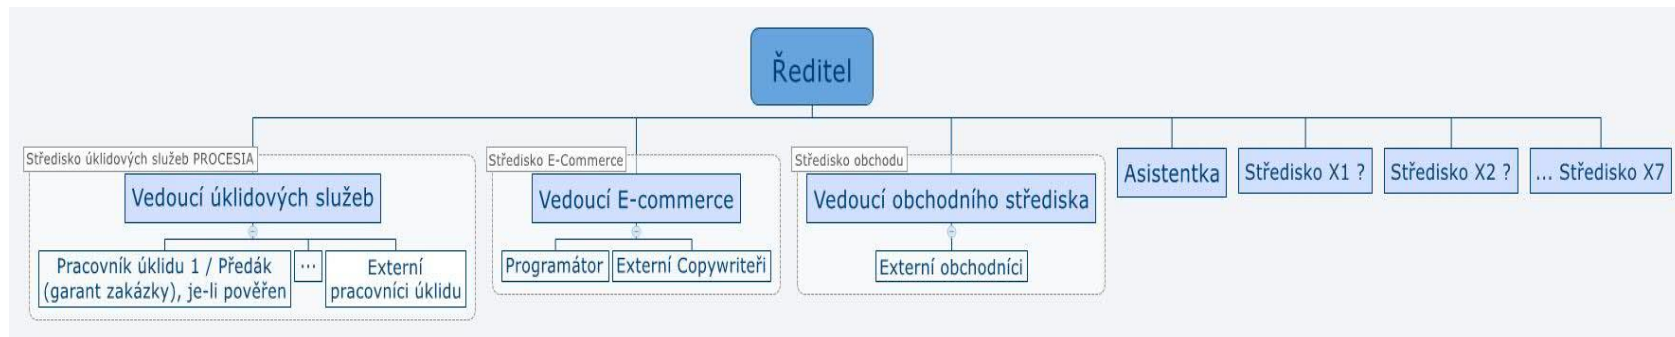 Ředitel
Středisko úklidových služeb PROCESIA
Vedoucí úklidových služeb
Pracovník úklidu 1 / Předák
(garant zakázky), je-li pověřen
...
Externí
pracovníci úklidu
Středisko E-Commerce
Vedoucí E-commerce
Programátor
Externí Copywriteři
Středisko obchodu
Vedoucí obchodního střediska
Externí obchodníci
Asistentka
Středisko X1 ?
Středisko X2 ?
... Středisko X7